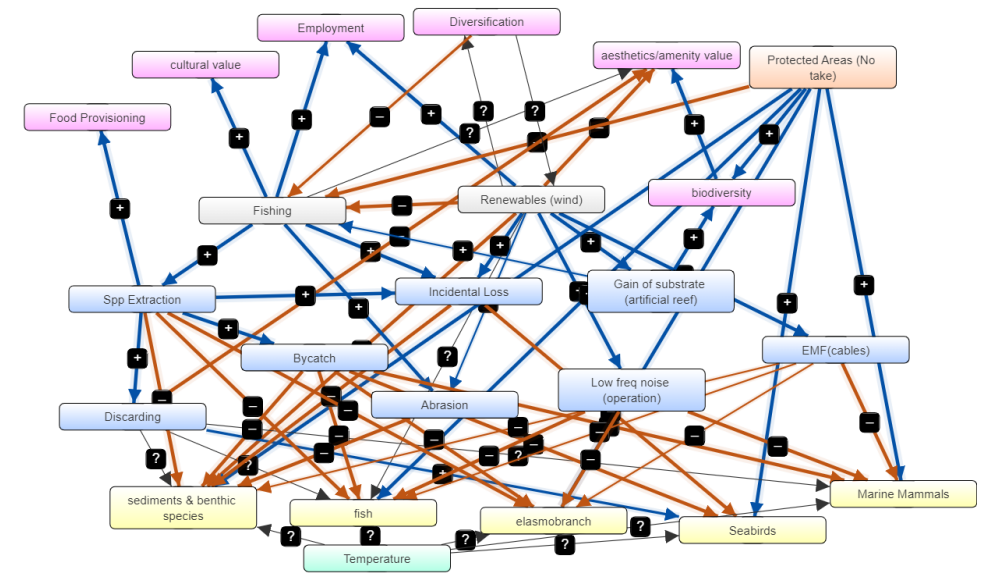 Diversification
Employment
aesthetics/amenity value
Protected Areas (No
take)
cultural value
Food Provisioning
biodiversity
Renewables (wind)
Fishing
Gain of substrate
(artificial reef)
Incidental Loss
Spp Extraction
EMF(cables)
Bycatch
Low freq noise
(operation)
Abrasion
Discarding
sediments & benthic
species
Marine Mammals
fish
elasmobranch
Seabirds
Temperature